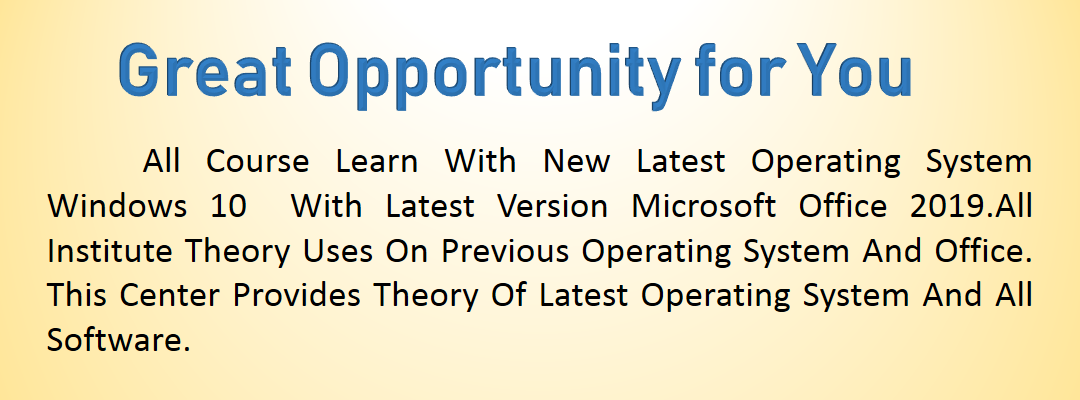 Great Opportunity for You
All Course Learn With New Latest Operating System
Windows 10 With Latest Version Microsoft Office 2019.All
Institute Theory Uses On Previous Operating System And Office.
This Center Provides Theory Of Latest Operating System And All
Software.